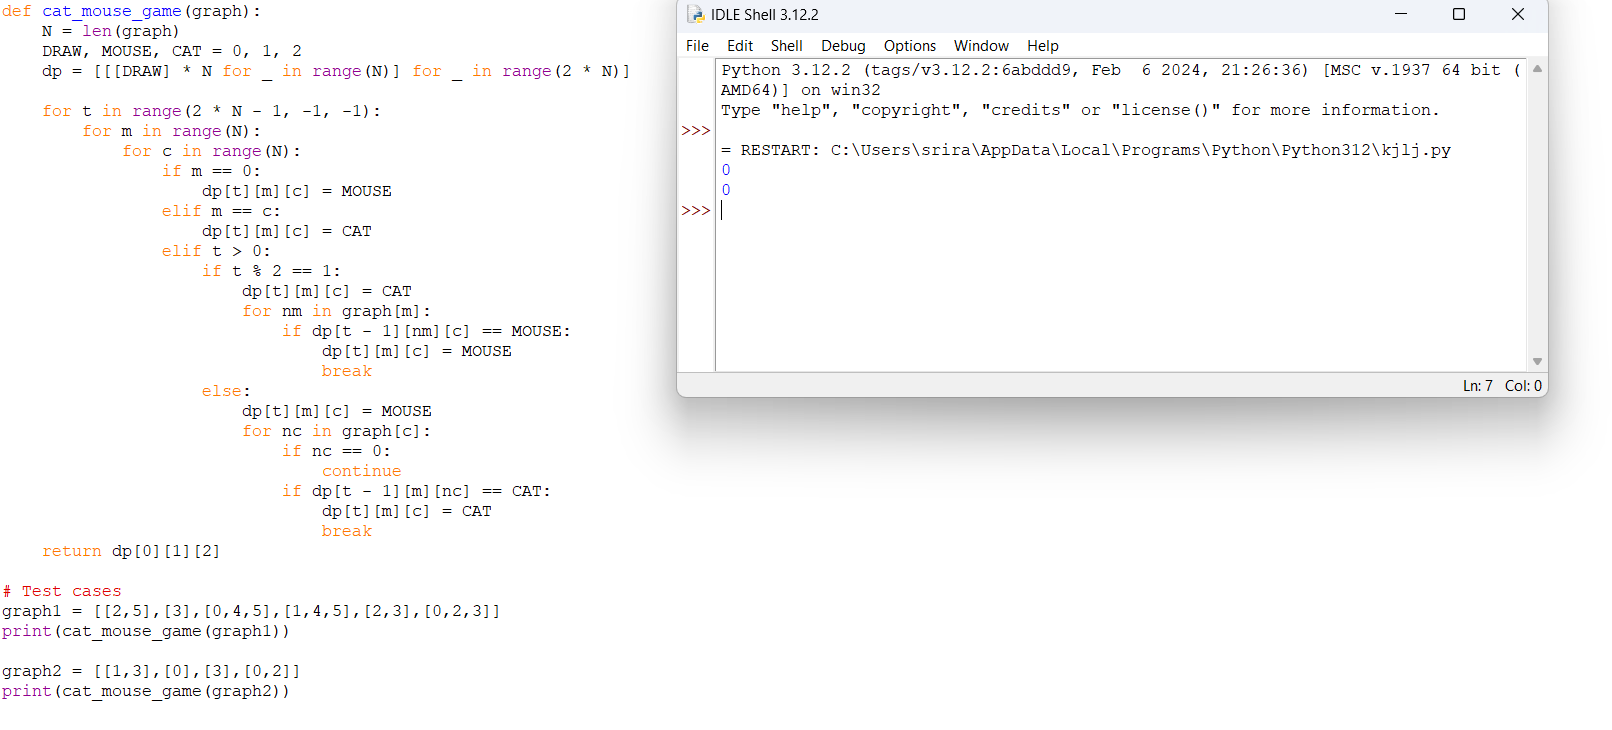 def cat_mouse_game(graph):
    N = len(graph)
    DRAW, MOUSE, CAT = 0, 1, 2
    dp = [[[DRAW] * N for _ in range(N)] for _ in range(2 * N)]

    for t in range(2 * N - 1, -1, -1):
        for m in range(N):
            for c in range(N):
                if m == 0:
                    dp[t][m][c] = MOUSE
                elif m == c:
                    dp[t][m][c] = CAT
                elif t > 0:
                    if t % 2 == 1:
                        dp[t][m][c] = CAT
                        for nm in graph[m]:
                            if dp[t - 1][nm][c] == MOUSE:
                                dp[t][m][c] = MOUSE
                                break
                    else:
                        dp[t][m][c] = MOUSE
                        for nc in graph[c]:
                            if nc == 0:
                                continue
                            if dp[t - 1][m][nc] == CAT:
                                dp[t][m][c] = CAT
                                break
    return dp[0][1][2]

# Test cases
graph1 = [[2,5],[3],[0,4,5],[1,4,5],[2,3],[0,2,3]]
print(cat_mouse_game(graph1))

graph2 = [[1,3],[0],[3],[0,2]]
print(cat_mouse_game(graph2))
IDLE Shell 3.12.2
File Edit Shell Debug Options Window Help
Python 3.12.2 (tags/v3.12.2:6abddd9, Feb  6 2024, 21:26:36) [MSC v.1937 64 bit (
AMD64)] on win32
Type "help", "copyright", "credits" or "license()" for more information.
>>>
= RESTART: C:\Users\srira\AppData\Local\Programs\Python\Python312\kjlj.py
0
0
>>>
Ln: 7 Col: 0